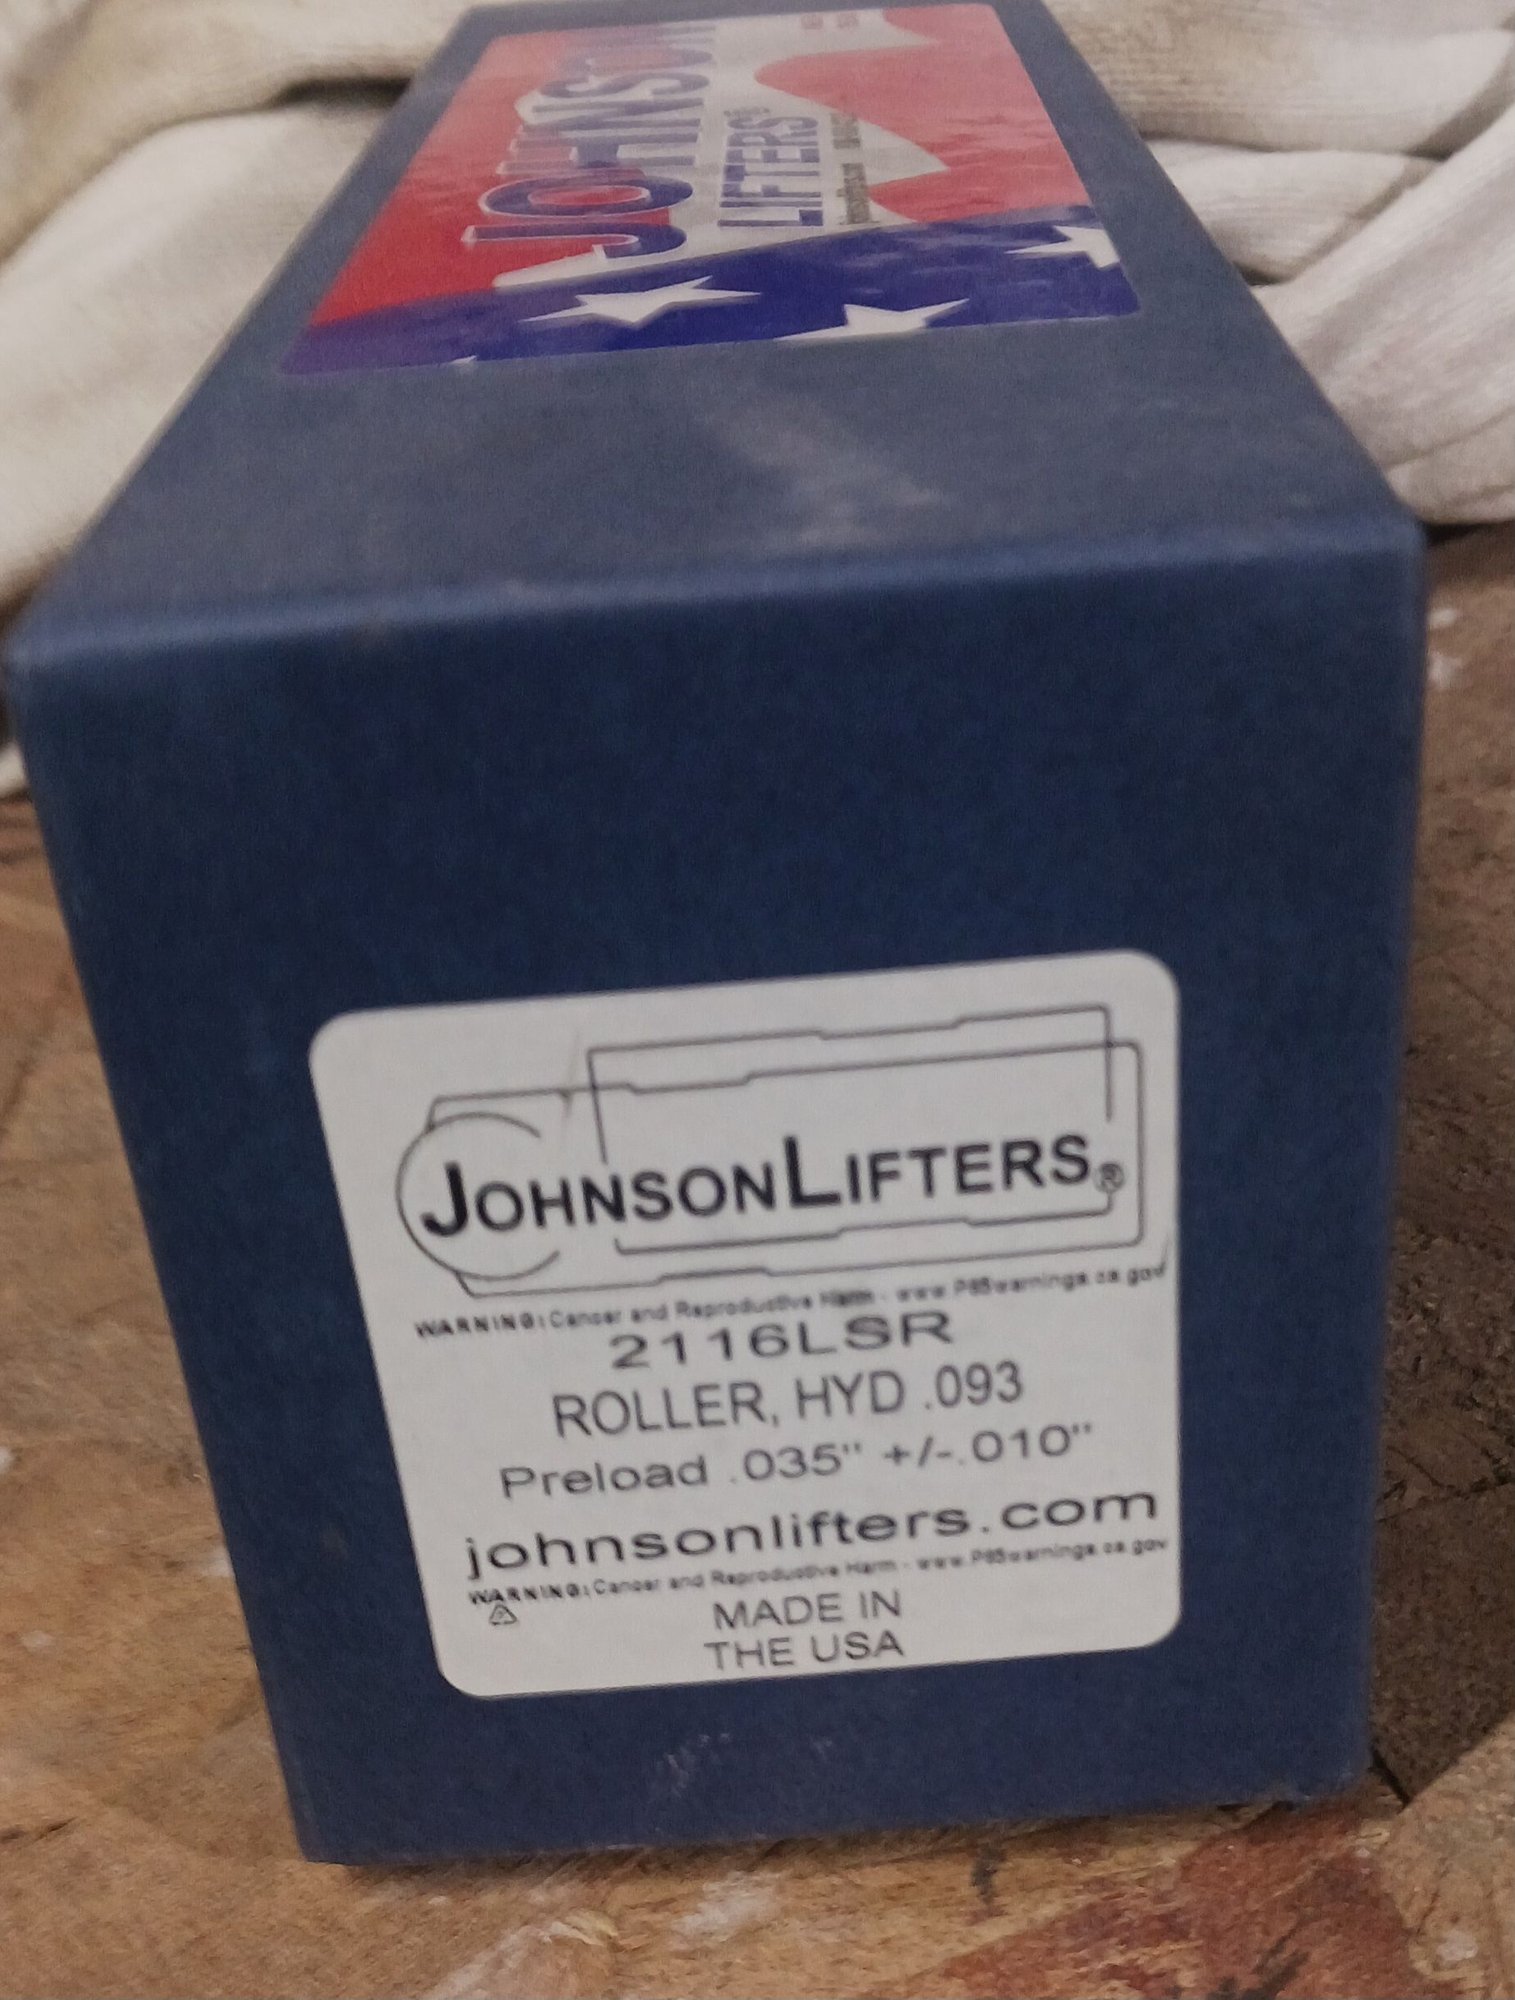 JOHNSON
LIFTERS
JOHNSONLIFTERS®
WARNING: Cancer and Reproductive Harm - www.P65warnings.ca.gov
2116LSR
ROLLER, HYD .093
Preload .035" +/-.010"
johnsonlifters.com
WARNING: Cancer and Reproductive Harm - www.P65warnings.ca.gov
MADE IN
THE USA